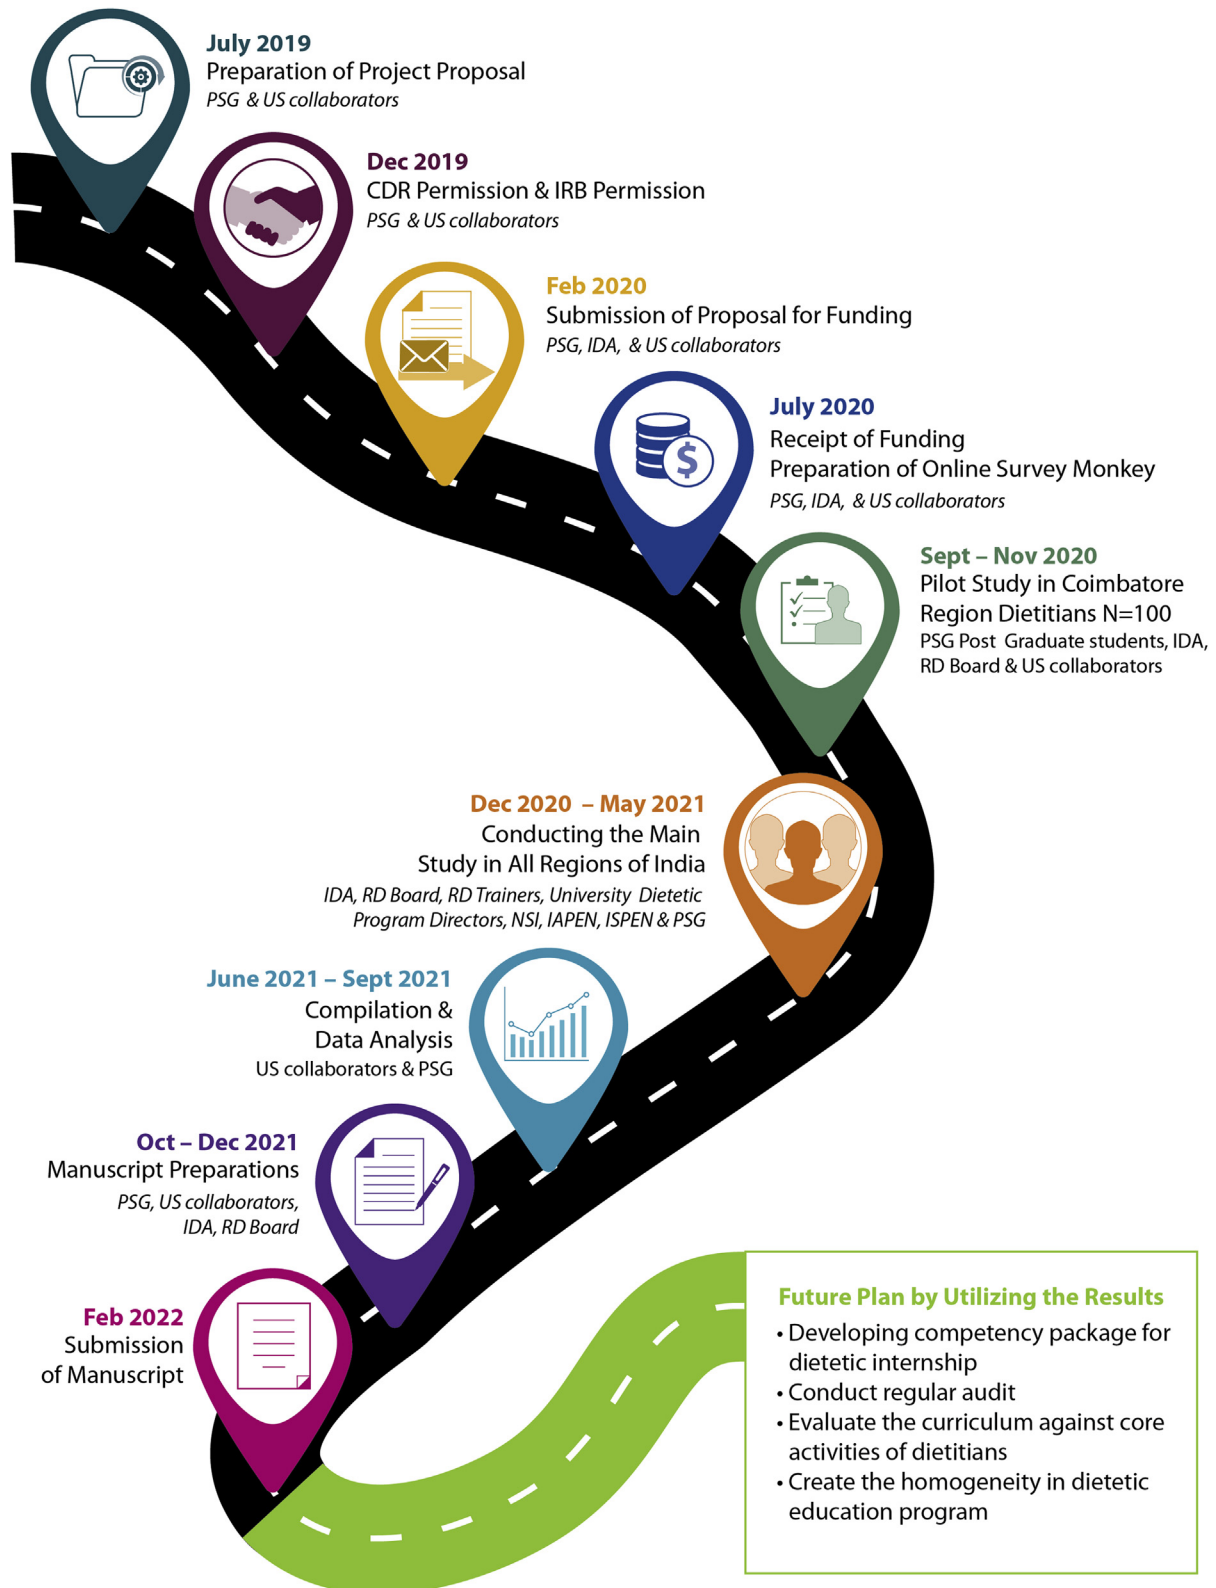 July 2019
Preparation of Project Proposal
PSG & US collaborators
Dec 2019
CDR Permission & IRB Permission
PSG & US collaborators
Feb 2020
Submission of Proposal for Funding
PSG, IDA, & US collaborators
$
July 2020
Receipt of Funding
Preparation of Online Survey Monkey
PSG, IDA, & US collaborators
Sept – Nov 2020
Pilot Study in Coimbatore
Region Dietitians N=100
PSG Post Graduate students, IDA,
RD Board & US collaborators
Dec 2020 – May 2021
Conducting the Main
Study in All Regions of India
IDA, RD Board, RD Trainers, University Dietetic
Program Directors, NSI, IAPEN, ISPEN & PSG
June 2021 – Sept 2021
Compilation &
Data Analysis
US collaborators & PSG
Oct – Dec 2021
Manuscript Preparations
PSG, US collaborators,
IDA, RD Board
Feb 2022
Submission
of Manuscript
Future Plan by Utilizing the Results
• Developing competency package for
dietetic internship
• Conduct regular audit
• Evaluate the curriculum against core
activities of dietitians
• Create the homogeneity in dietetic
education program